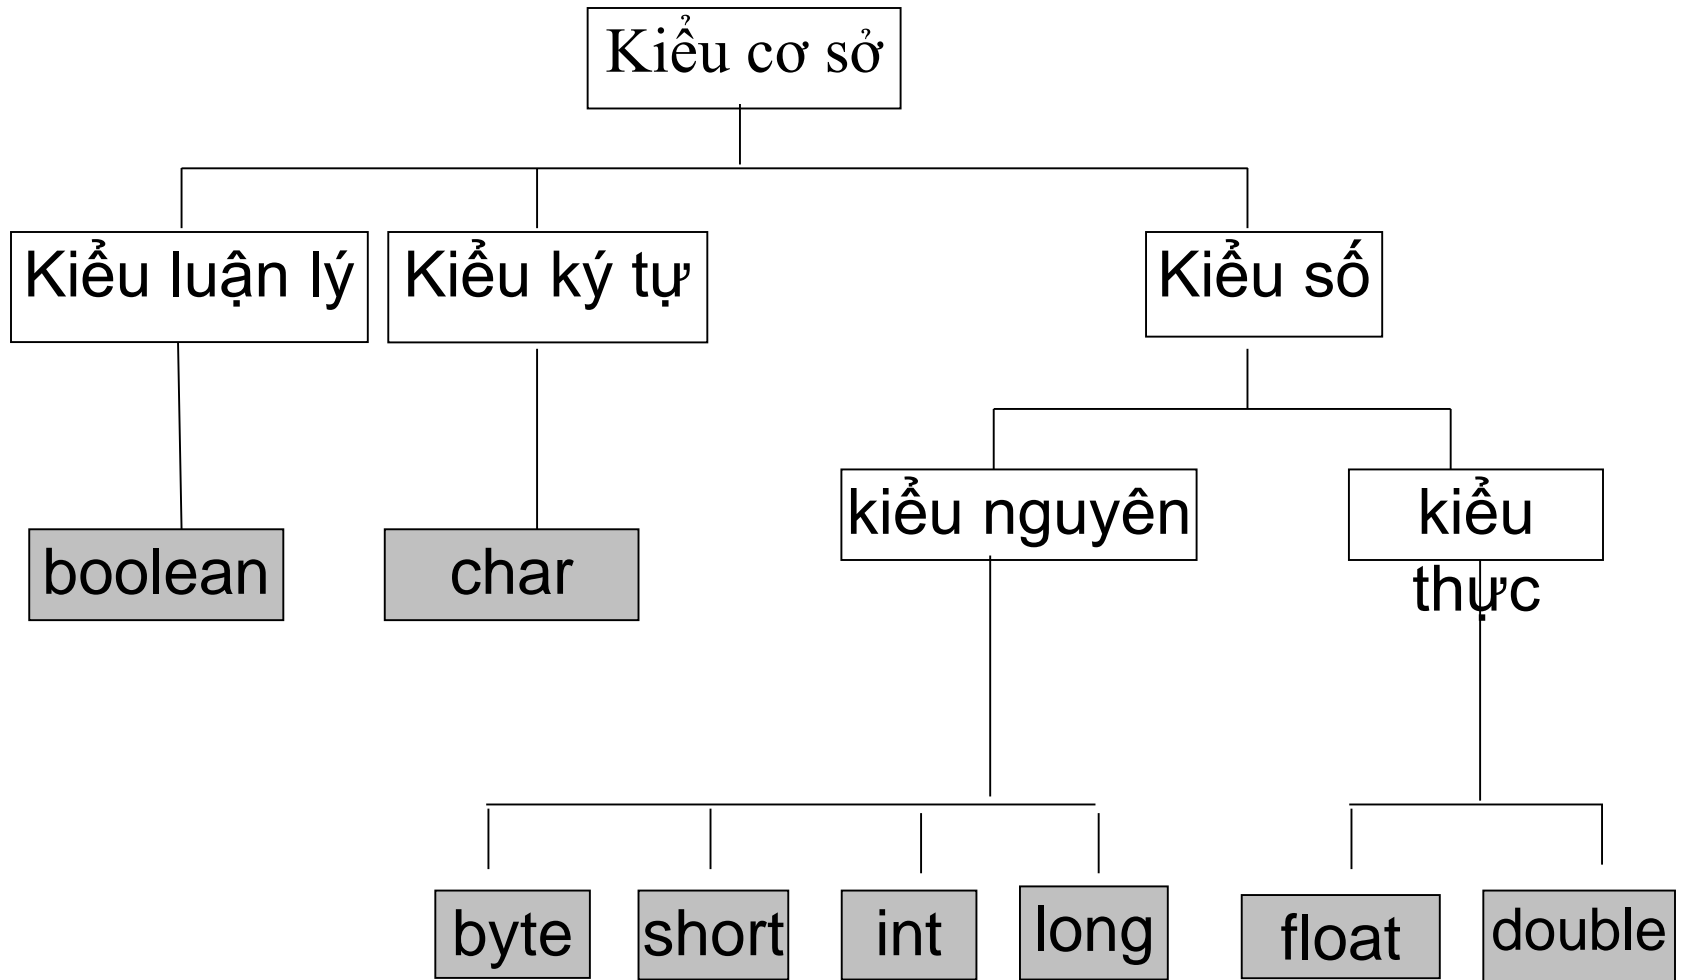 Kiểu cơ sở
Kiểu luận lý
Kiểu ký tự
Kiểu số
kiểu nguyên
kiểu
thực
boolean
char
byte
short
int
long
float
double